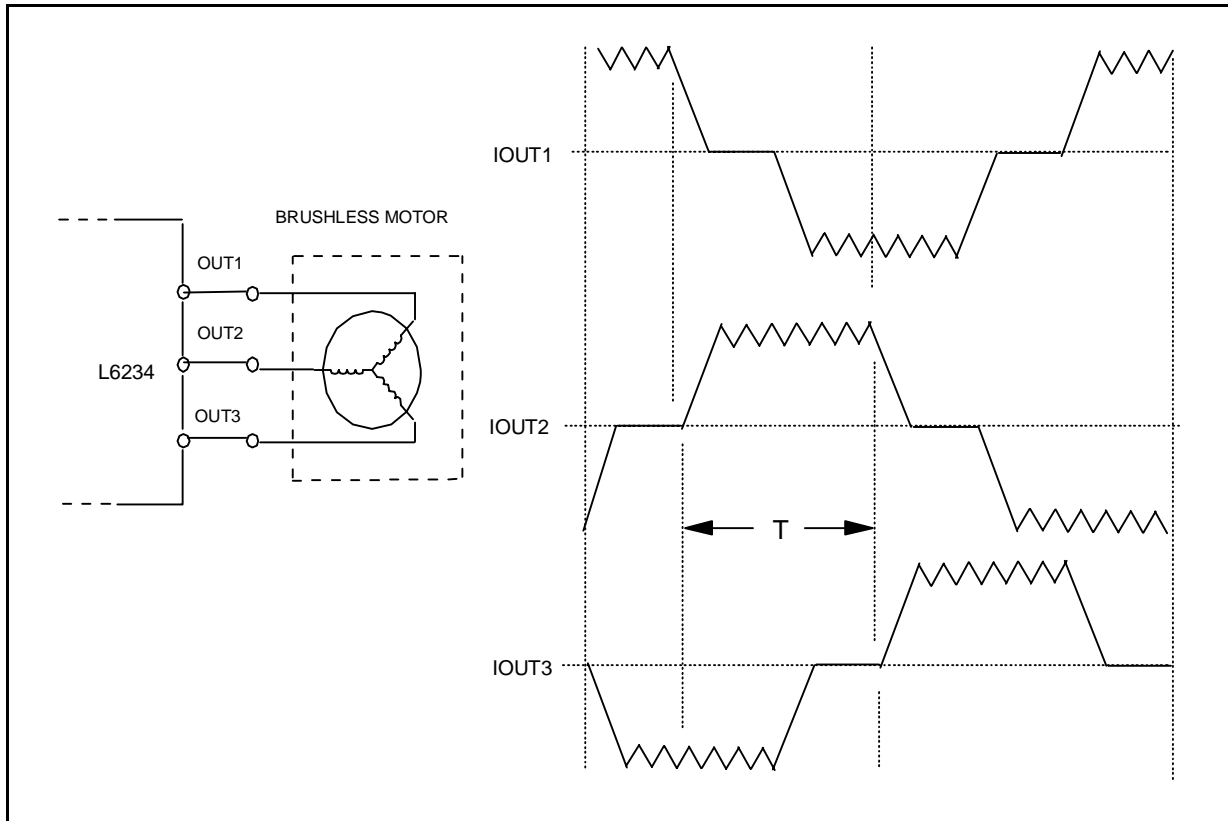 BRUSHLESS MOTOR
OUT1
OUT2
OUT3
L6234
IOUT1
IOUT2
T
IOUT3